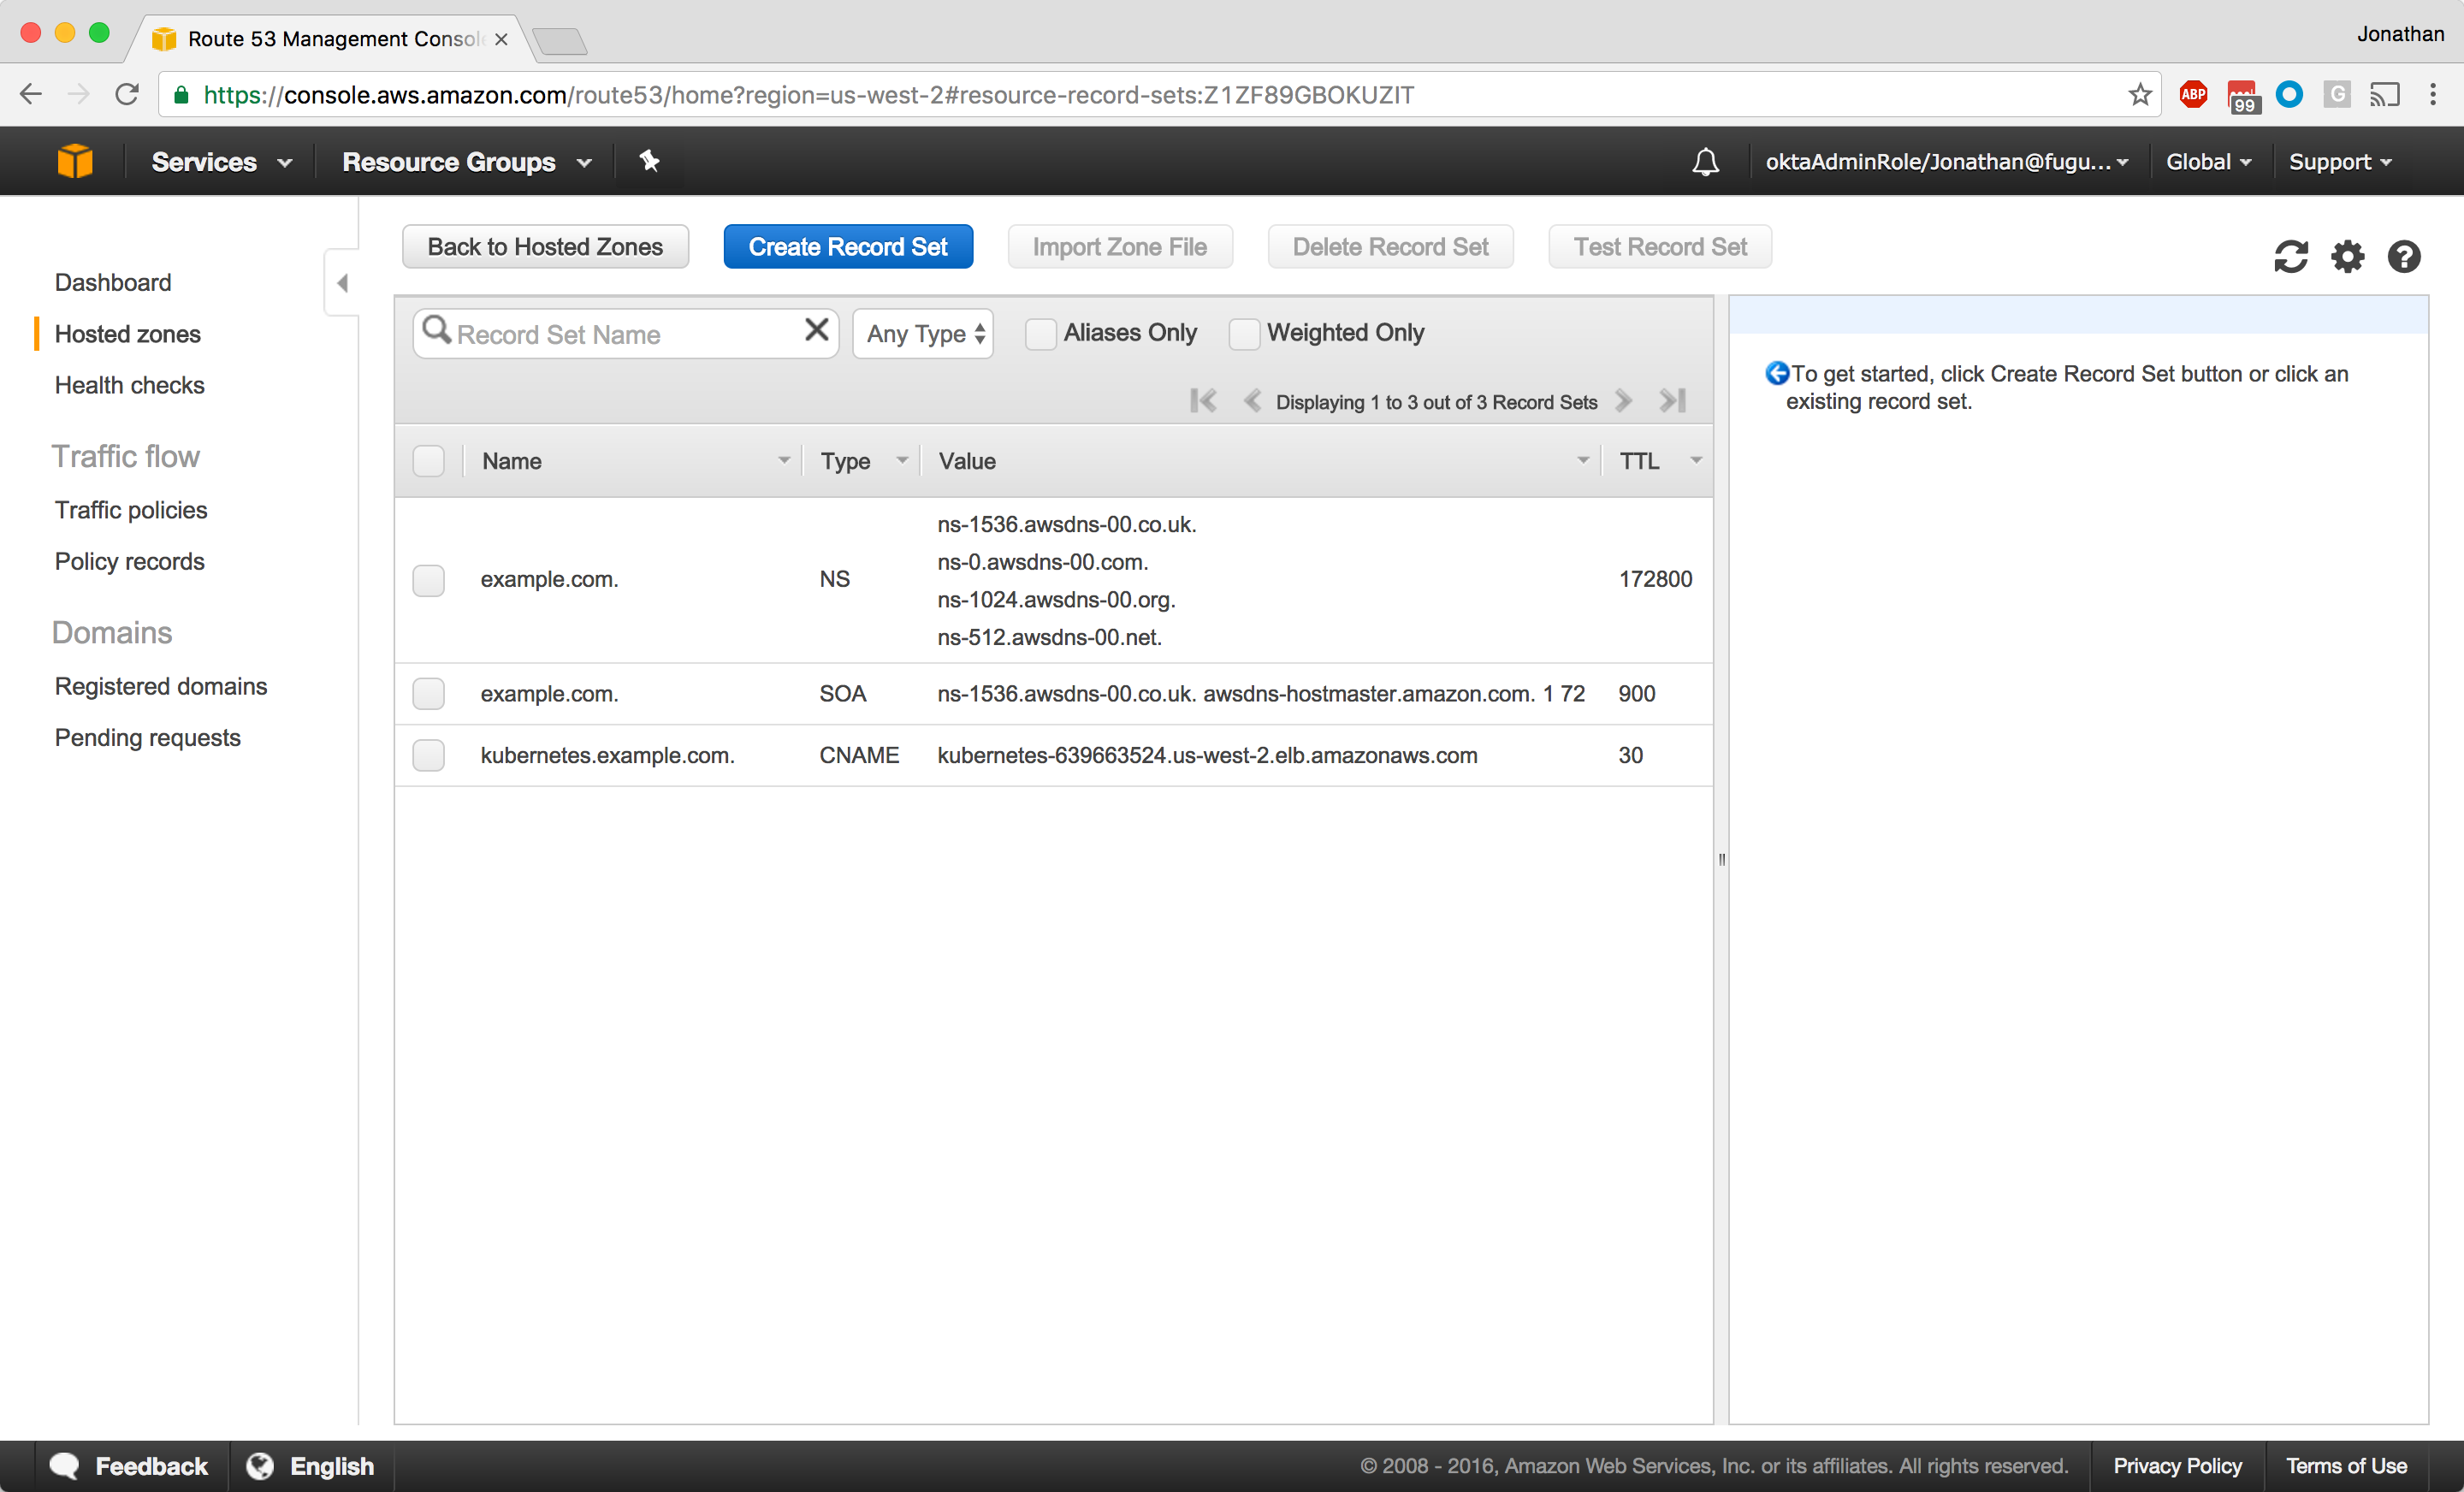 Route 53 Management Consol
Jonathan
https://console.aws.amazon.com/route53/home?region=us-west-2#resource-record-sets:Z1ZF89GBOKUZIT
ABP
99
G
Services
Resource Groups
oktaAdminRole/Jonathan@fugu...
Global
Support
Back to Hosted Zones
Create Record Set
Import Zone File
Delete Record Set
Test Record Set
Dashboard
Hosted zones
Health checks
Traffic flow
Traffic policies
Policy records
Domains
Registered domains
Pending requests
Record Set Name
Any Type
Aliases Only
Weighted Only
Displaying 1 to 3 out of 3 Record Sets
Name Type Value TTL
example.com. NS ns-1536.awsdns-00.co.uk. 172800
ns-0.awsdns-00.com.
ns-1024.awsdns-00.org.
ns-512.awsdns-00.net.
example.com. SOA ns-1536.awsdns-00.co.uk. awsdns-hostmaster.amazon.com. 1 72 900
kubernetes.example.com. CNAME kubernetes-639663524.us-west-2.elb.amazonaws.com 30
To get started, click Create Record Set button or click an
existing record set.
Feedback
English
© 2008 - 2016, Amazon Web Services, Inc. or its affiliates. All rights reserved.
Privacy Policy
Terms of Use